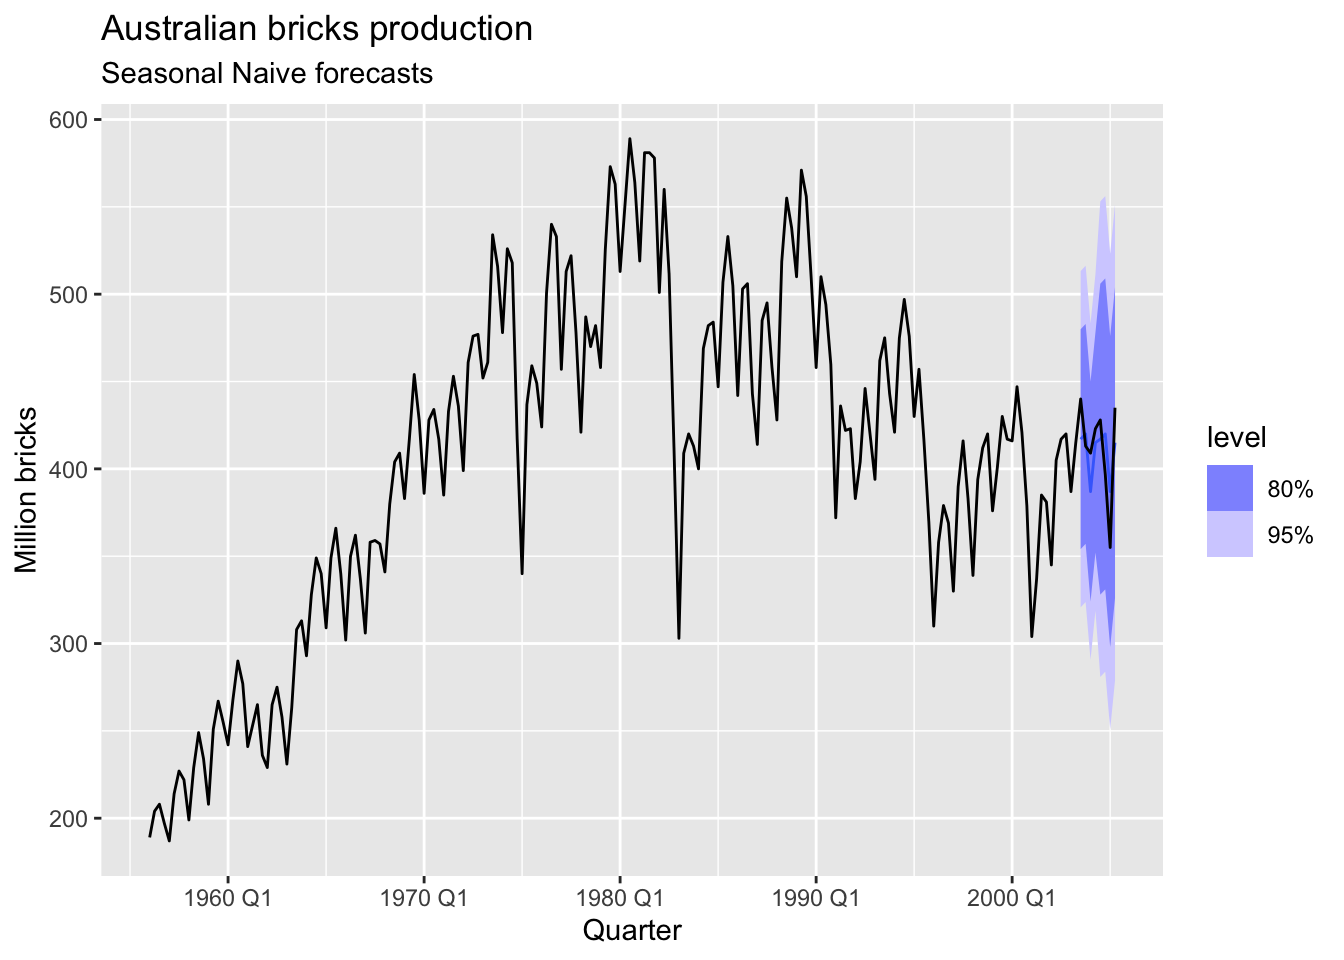 Australian bricks production
Seasonal Naive forecasts
600
500
400
300
200
Million bricks
1960 Q1
1970 Q1
1980 Q1
1990 Q1
2000 Q1
Quarter
level
80%
95%